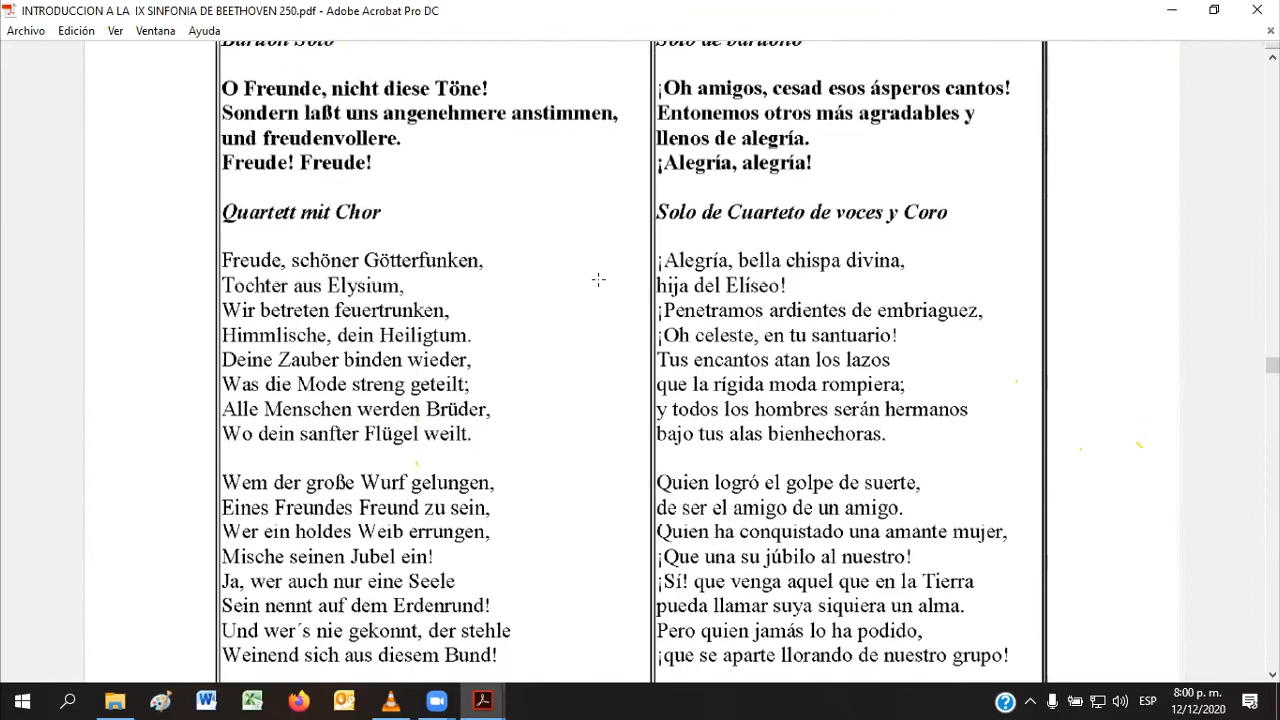 INTRODUCCION A LA IX SINFONIA DE BEETHOVEN 250.pdf - Adobe Acrobat Pro DC
Archivo Edición Ver Ventana Ayuda
Bariton Solo
O Freunde, nicht diese Töne!
Sondern laßt uns angenehmere anstimmen,
und freudenvollere.
Freude! Freude!
Quartett mit Chor
Freude, schöner Götterfunken,
Tochter aus Elysium,
Wir betreten feuertrunken,
Himmlische, dein Heiligtum.
Deine Zauber binden wieder,
Was die Mode streng geteilt;
Alle Menschen werden Brüder,
Wo dein sanfter Flügel weilt.
Wem der große Wurf gelungen,
Eines Freundes Freund zu sein,
Wer ein holdes Weib errungen,
Mische seinen Jubel ein!
Ja, wer auch nur eine Seele
Sein nennt auf dem Erdenrund!
Und wer´s nie gekonnt, der stehle
Weinend sich aus diesem Bund!
Solo de barítono
¡Oh amigos, cesad esos ásperos cantos!
Entonemos otros más agradables y
llenos de alegría.
¡Alegría, alegría!
Solo de Cuarteto de voces y Coro
¡Alegría, bella chispa divina,
hija del Elíseo!
¡Penetramos ardientes de embriaguez,
¡Oh celeste, en tu santuario!
Tus encantos atan los lazos
que la rígida moda rompiera;
y todos los hombres serán hermanos
bajo tus alas bienhechoras.
Quien logró el golpe de suerte,
de ser el amigo de un amigo.
Quien ha conquistado una amante mujer,
¡Que una su júbilo al nuestro!
¡Sí! que venga aquel que en la Tierra
pueda llamar suya siquiera un alma.
Pero quien jamás lo ha podido,
¡que se aparte llorando de nuestro grupo!
ESP
8:00 p. m.
12/12/2020